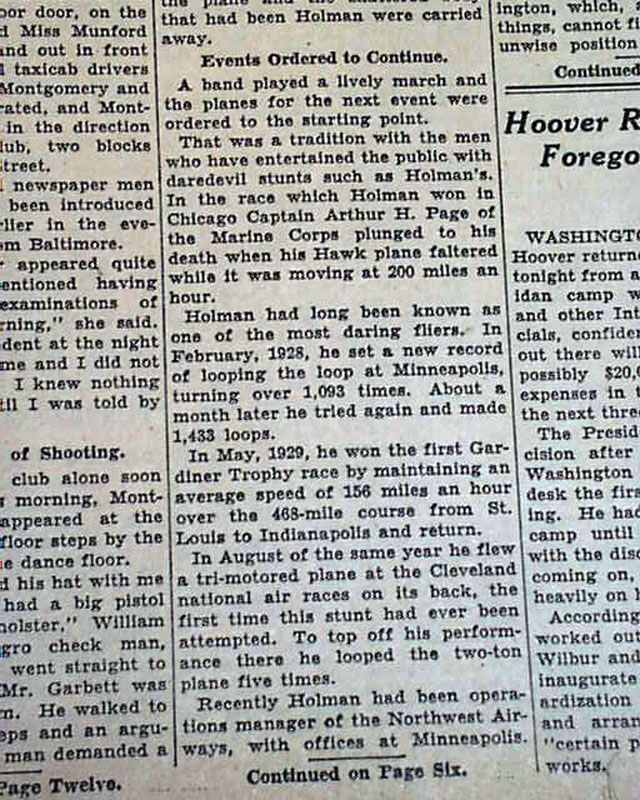 oor door, on the
Miss Munford
and out in front
taxicab drivers
Montgomery and
rated, and Mont-
in the direction
lub, two blocks
treet.
newspaper men
been introduced
rlier in the eve-
m Baltimore.
appeared quite
entioned having
examinations of
rning," she said.
dent at the night
me and I did not
I knew nothing
til I was told by
of Shooting.
club alone soon
morning, Mont-
appeared at the
floor steps by the
e dance floor.
d his hat with me
had a big pistol
holster," William
gro check man,
went straight to
Mr. Garbett was
m. He walked to
eps and an argu-
man demanded a
Page Twelve.
that had been Holman were carried
away.
Events Ordered to Continue.
A band played a lively march and
the planes for the next event were
ordered to the starting point.
That was a tradition with the men
who have entertained the public with
daredevil stunts such as Holman's.
In the race which Holman won in
Chicago Captain Arthur H. Page of
the Marine Corps plunged to his
death when his Hawk plane faltered
while it was moving at 200 miles an
hour.
Holman had long been known as
one of the most daring fliers. In
February, 1928, he set a new record
of looping the loop at Minneapolis,
turning over 1,093 times. About a
month later he tried again and made
1,433 loops.
In May, 1929, he won the first Gar-
diner Trophy race by maintaining an
average speed of 156 miles an hour
over the 468-mile course from St.
Louis to Indianapolis and return.
In August of the same year he flew
a tri-motored plane at the Cleveland
national air races on its back, the
first time this stunt had ever been
attempted. To top off his perform-
ance there he looped the two-ton
plane five times.
Recently Holman had been opera-
tions manager of the Northwest Air-
ways, with offices at Minneapolis.
Continued on Page Six.
ington, which,
things, cannot
unwise position
Continued
Hoover R
Forego
WASHINGTO
Hoover return
tonight from a
idan camp w
and other Int
cials, confiden
out there wil
possibly $20,0
expenses in
the next thre
The Presid
cision after
Washington
desk the firs
ing. He had
camp until
with the disc
coming on,
heavily on
According
worked out
Wilbur and
inaugurate
ardization
and arran
"certain p
works.